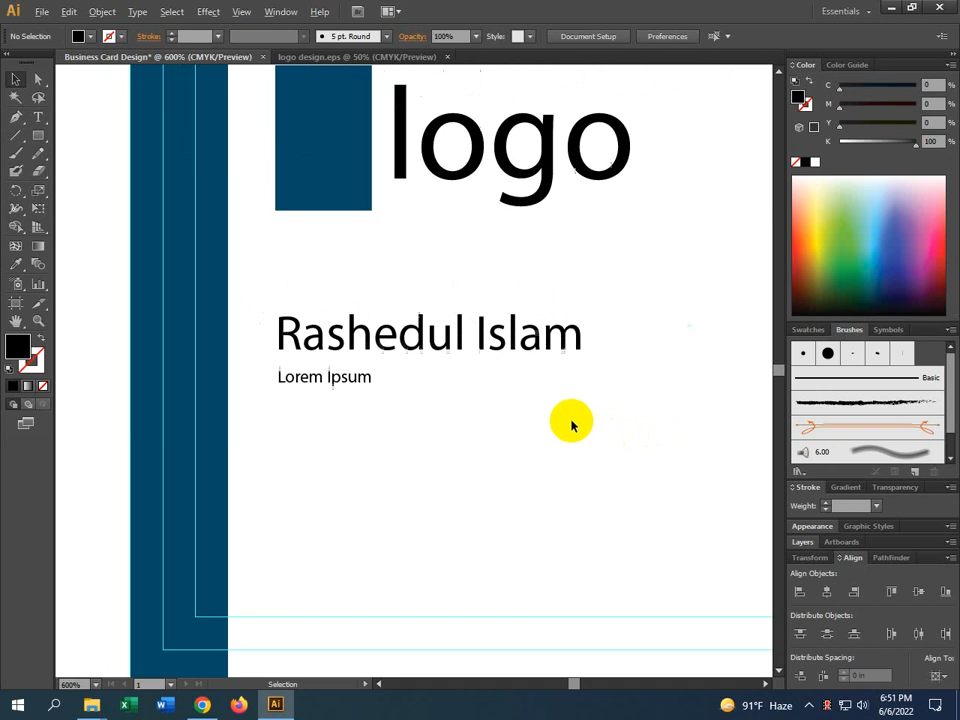 Ai File Edit Object Type Select Effect View Window Help Br Essentials
No Selection Stroke: 5 pt. Round Opacity: 100% Style: Document Setup Preferences
Business Card Design* @ 600% (CMYK/Preview) logo design.eps @ 50% (CMYK/Preview)
Color Color Guide
C 0 %
M 0 %
Y 0 %
K 100 %
logo
Rashedul Islam
Lorem Ipsum
Swatches Brushes Symbols
Basic
6.00
Stroke Gradient Transparency
Weight:
Appearance Graphic Styles
Layers Artboards
Transform Align Pathfinder
Align Objects:
Distribute Objects:
Distribute Spacing: Align To:
0 in
600% 1 Selection
91°F Haze 6:51 PM
6/6/2022